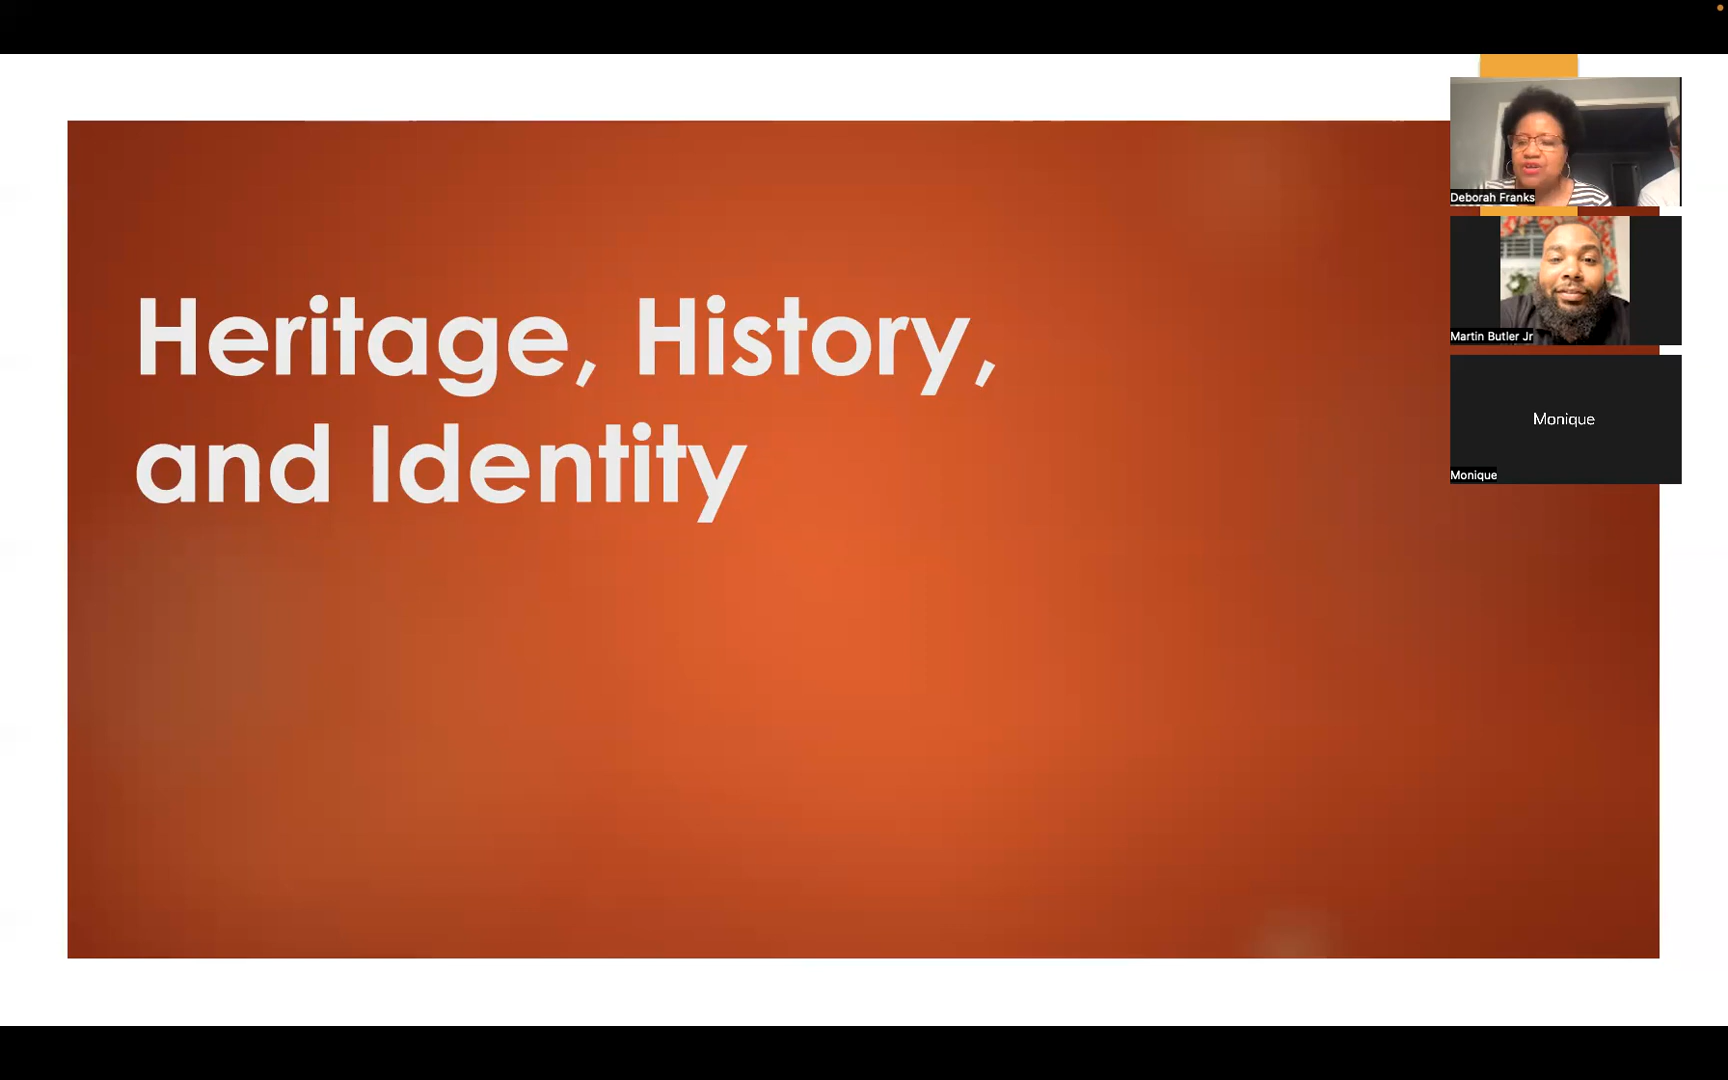 Heritage, History,
and Identity
Deborah Franks
Martin Butler Jr
Monique
Monique